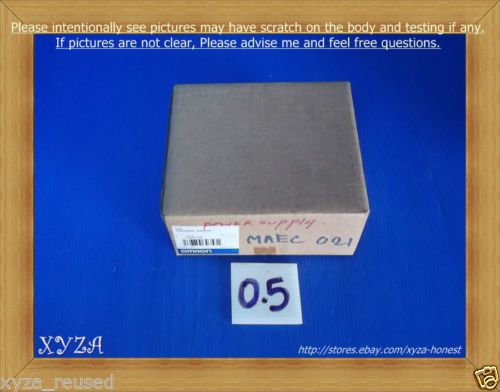 Please intentionally see pictures may have scratch on the body and testing if any.
If pictures are not clear, Please advise me and feel free questions.
POWER SUPPLY.
MAEC 021
OMRON
0.5
XYZA
http://stores.ebay.com/xyza-honest
xyza_reused